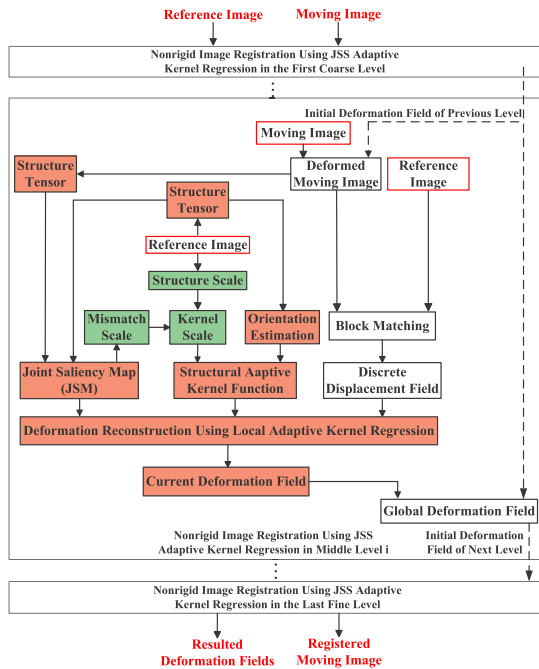 Reference Image
Moving Image
Nonrigid Image Registration Using JSS Adaptive
Kernel Regression in the First Coarse Level
Initial Deformation Field of Previous Level
Moving Image
Structure
Tensor
Deformed
Moving Image
Reference
Image
Structure
Tensor
Reference Image
Structure Scale
Mismatch
Scale
Kernel
Scale
Orientation
Estimation
Block Matching
Joint Saliency Map
(JSM)
Structural Aaptive
Kernel Function
Discrete
Displacement Field
Deformation Reconstruction Using Local Adaptive Kernel Regression
Current Deformation Field
Global Deformation Field
Nonrigid Image Registration Using JSS
Adaptive Kernel Regression in Middle Level i
Initial Deformation
Field of Next Level
Nonrigid Image Registration Using JSS Adaptive
Kernel Regression in the Last Fine Level
Resulted
Deformation Fields
Registered
Moving Image